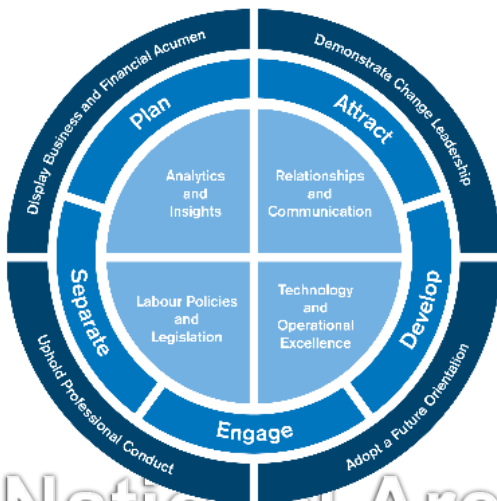 Display Business and Financial Acumen
Demonstrate Change Leadership
Plan
Attract
Analytics
and
Insights
Relationships
and
Communication
Separate
Develop
Labour Policies
and
Legislation
Technology
and
Operational
Excellence
Engage
Uphold Professional Conduct
Adopt a Future Orientation